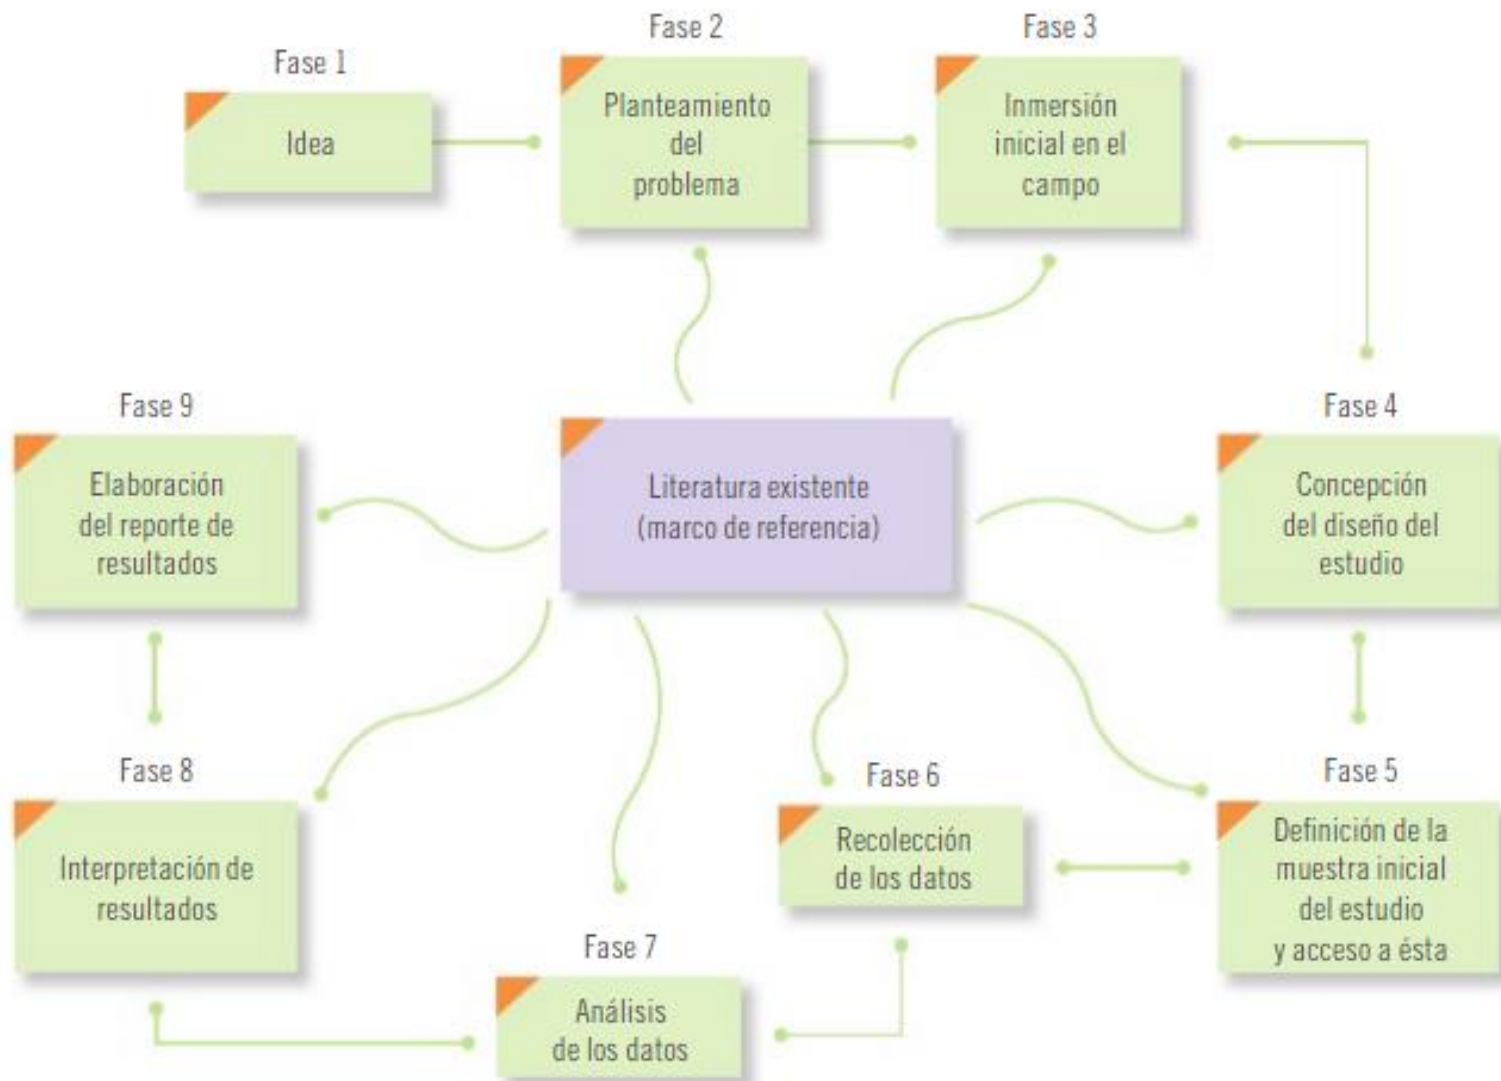 Fase 1
Idea
Fase 2
Planteamiento
del
problema
Fase 3
Inmersión
inicial en el
campo
Literatura existente
(marco de referencia)
Fase 4
Concepción
del diseño del
estudio
Fase 5
Definición de la
muestra inicial
del estudio
y acceso a ésta
Fase 6
Recolección
de los datos
Fase 7
Análisis
de los datos
Fase 8
Interpretación de
resultados
Fase 9
Elaboración
del reporte de
resultados